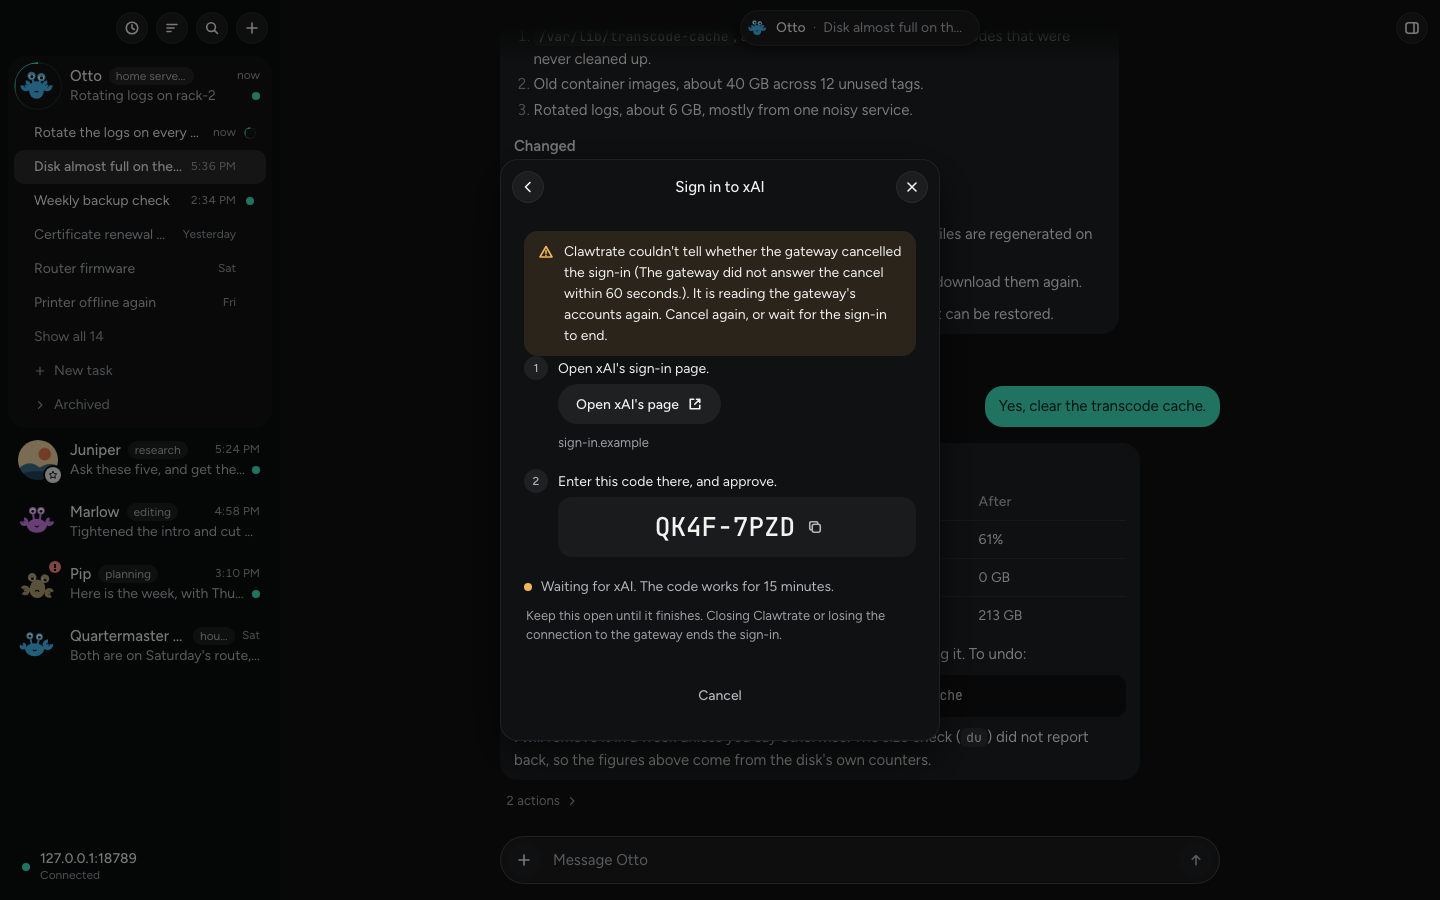 Otto · Disk almost full on th...
Otto home serve... now
Rotating logs on rack-2
Rotate the logs on every ... now
Disk almost full on the... 5:36 PM
Weekly backup check 2:34 PM
Certificate renewal ... Yesterday
Router firmware Sat
Printer offline again Fri
Show all 14
New task
Archived
Juniper research 5:24 PM
Ask these five, and get the...
Marlow editing 4:58 PM
Tightened the intro and cut ...
Pip planning 3:10 PM
Here is the week, with Thu...
Quartermaster ... hou... Sat
Both are on Saturday's route,...
127.0.0.1:18789
Connected
1. /var/lib/transcode-cache, that were
never cleaned up.
2. Old container images, about 40 GB across 12 unused tags.
3. Rotated logs, about 6 GB, mostly from one noisy service.
Changed
are regenerated on
download them again.
can be restored.
Yes, clear the transcode cache.
After
61%
0 GB
213 GB
it. To undo:
(du) did not report
back, so the figures above come from the disk's own counters.
2 actions
Message Otto
Sign in to xAI
Clawtrate couldn't tell whether the gateway cancelled
the sign-in (The gateway did not answer the cancel
within 60 seconds.). It is reading the gateway's
accounts again. Cancel again, or wait for the sign-in
to end.
1 Open xAI's sign-in page.
Open xAI's page
sign-in.example
2 Enter this code there, and approve.
QK4F-7PZD
Waiting for xAI. The code works for 15 minutes.
Keep this open until it finishes. Closing Clawtrate or losing the
connection to the gateway ends the sign-in.
Cancel